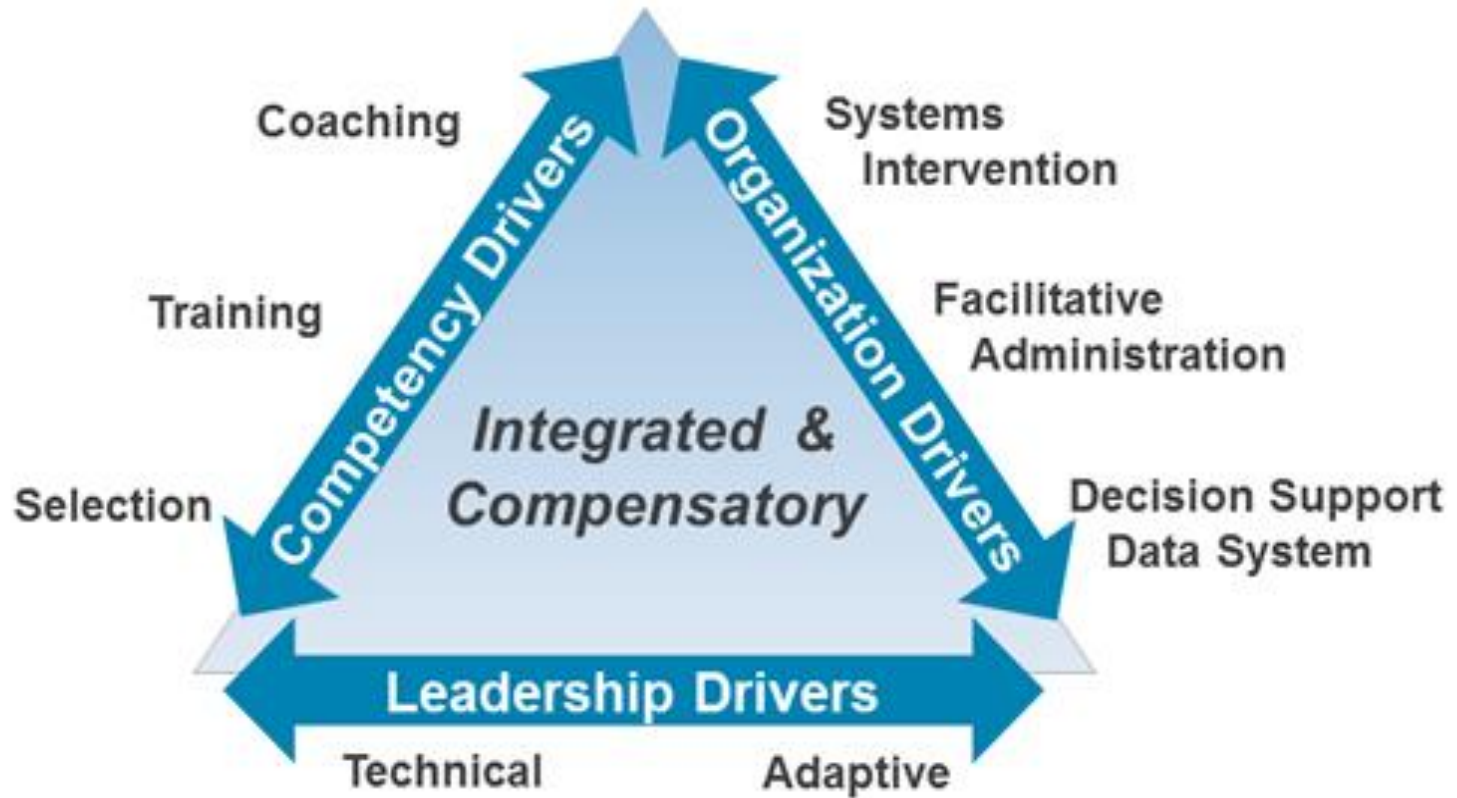 Coaching
Training
Selection
Competency Drivers
Organization Drivers
Systems
Intervention
Facilitative
Administration
Decision Support
Data System
Integrated &
Compensatory
Leadership Drivers
Technical
Adaptive